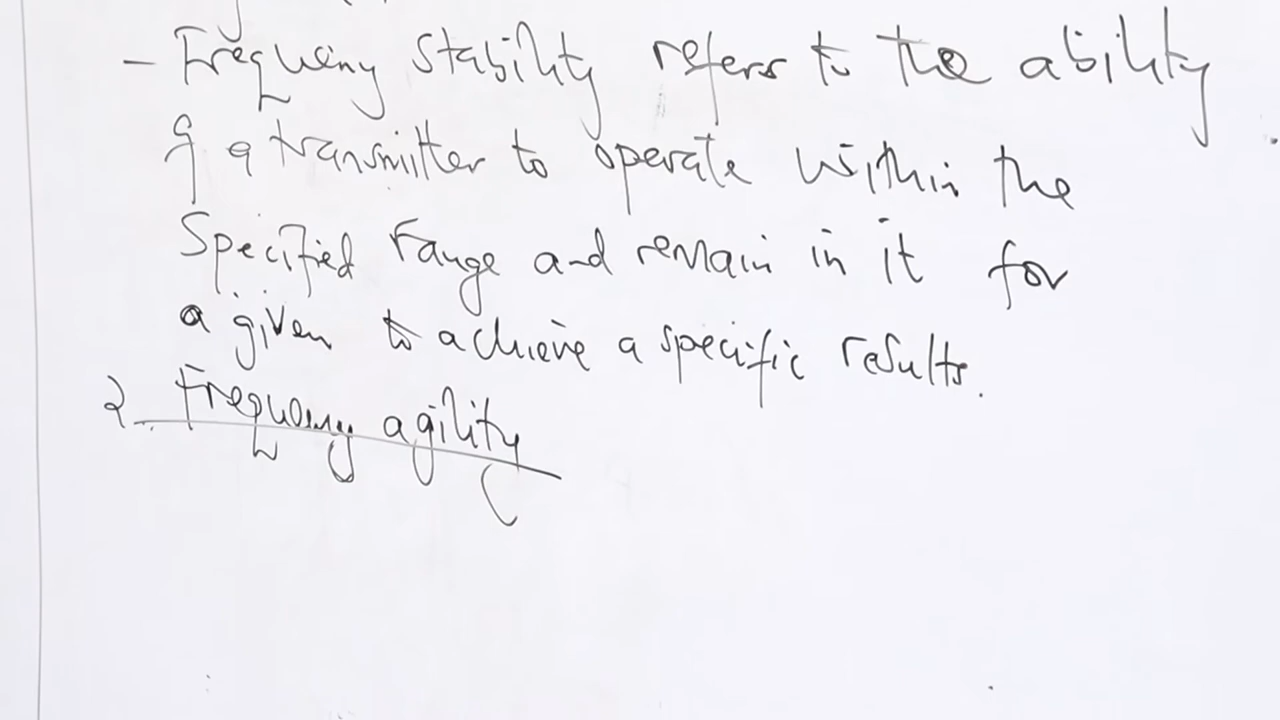 - Frequency stability refers to the ability
of a transmitter to operate within the
Specified range and remain in it for
a given to achieve a specific results.
2. Frequency agility